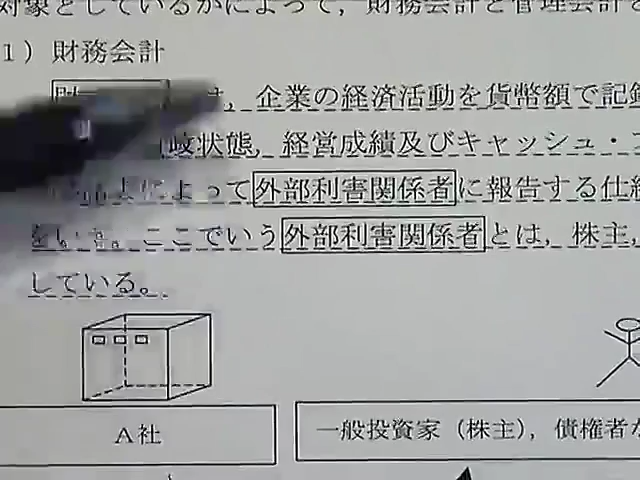 対象としているかによって，財務会計と管理会計
1）財務会計
は，企業の経済活動を貨幣額で記録
政状態，経営成績及びキャッシュ・
によって外部利害関係者に報告する仕組
ここでいう外部利害関係者とは，株主，
している。
A社
一般投資家（株主），債権者